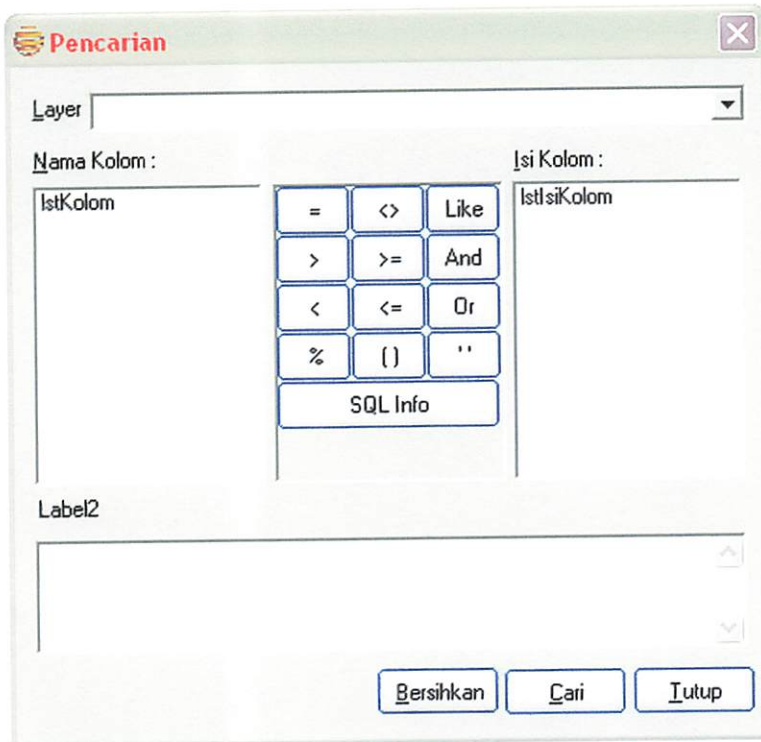 Pencarian
Layer
Nama Kolom :
Isi Kolom :
lstKolom
lstIsiKolom
= <> Like
> >= And
< <= Or
% () ''
SQL Info
Label2
Bersihkan Cari Tutup